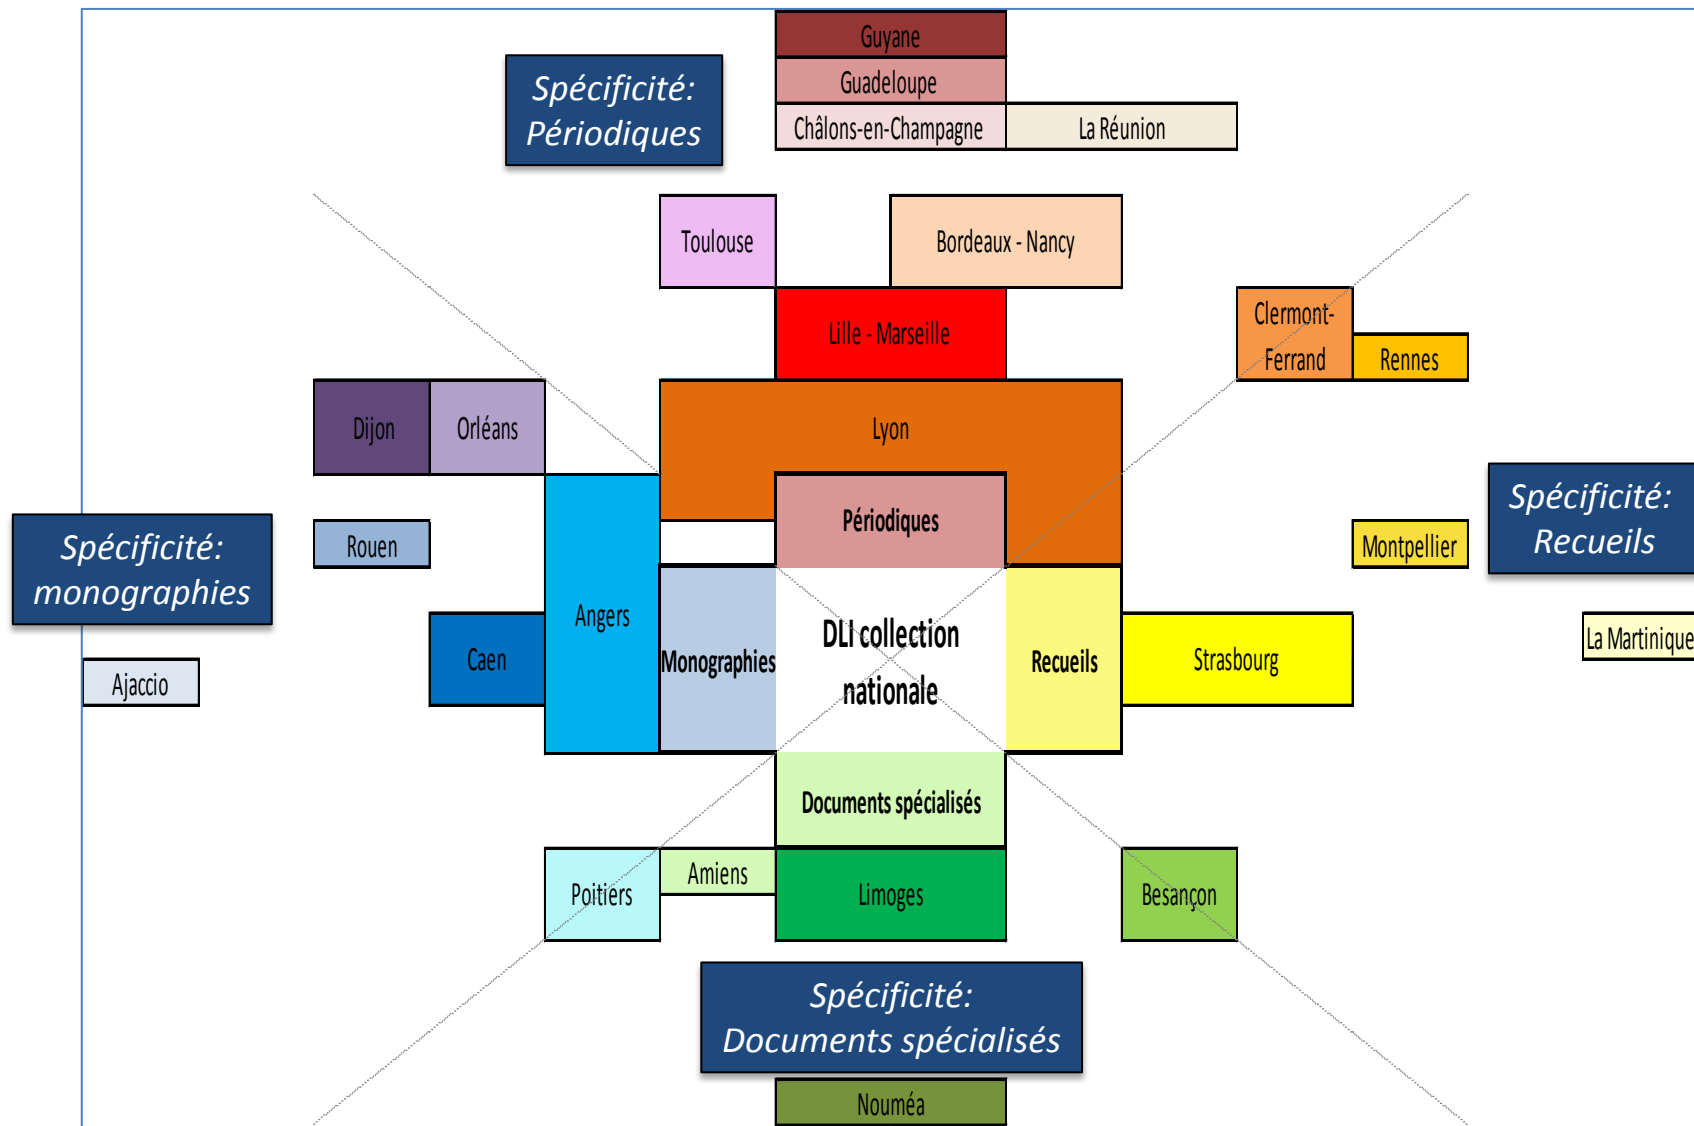 Guyane
Spécificité:
Périodiques
Guadeloupe
Châlons-en-Champagne
La Réunion
Toulouse
Bordeaux - Nancy
Lille - Marseille
Clermont-
Ferrand
Rennes
Dijon
Orléans
Lyon
Périodiques
Spécificité:
monographies
Rouen
Montpellier
Spécificité:
Recueils
Angers
Caen
Monographies
DLI collection
nationale
Recueils
Strasbourg
La Martinique
Ajaccio
Documents spécialisés
Poitiers
Amiens
Limoges
Besançon
Spécificité:
Documents spécialisés
Nouméa